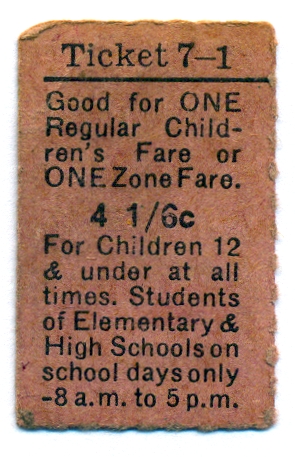 Ticket 7–1
Good for ONE
Regular Child-
ren's Fare or
ONE Zone Fare.
4 1/6c
For Children 12
& under at all
times. Students
of Elementary &
High Schools on
school days only
-8 a.m. to 5 p.m.